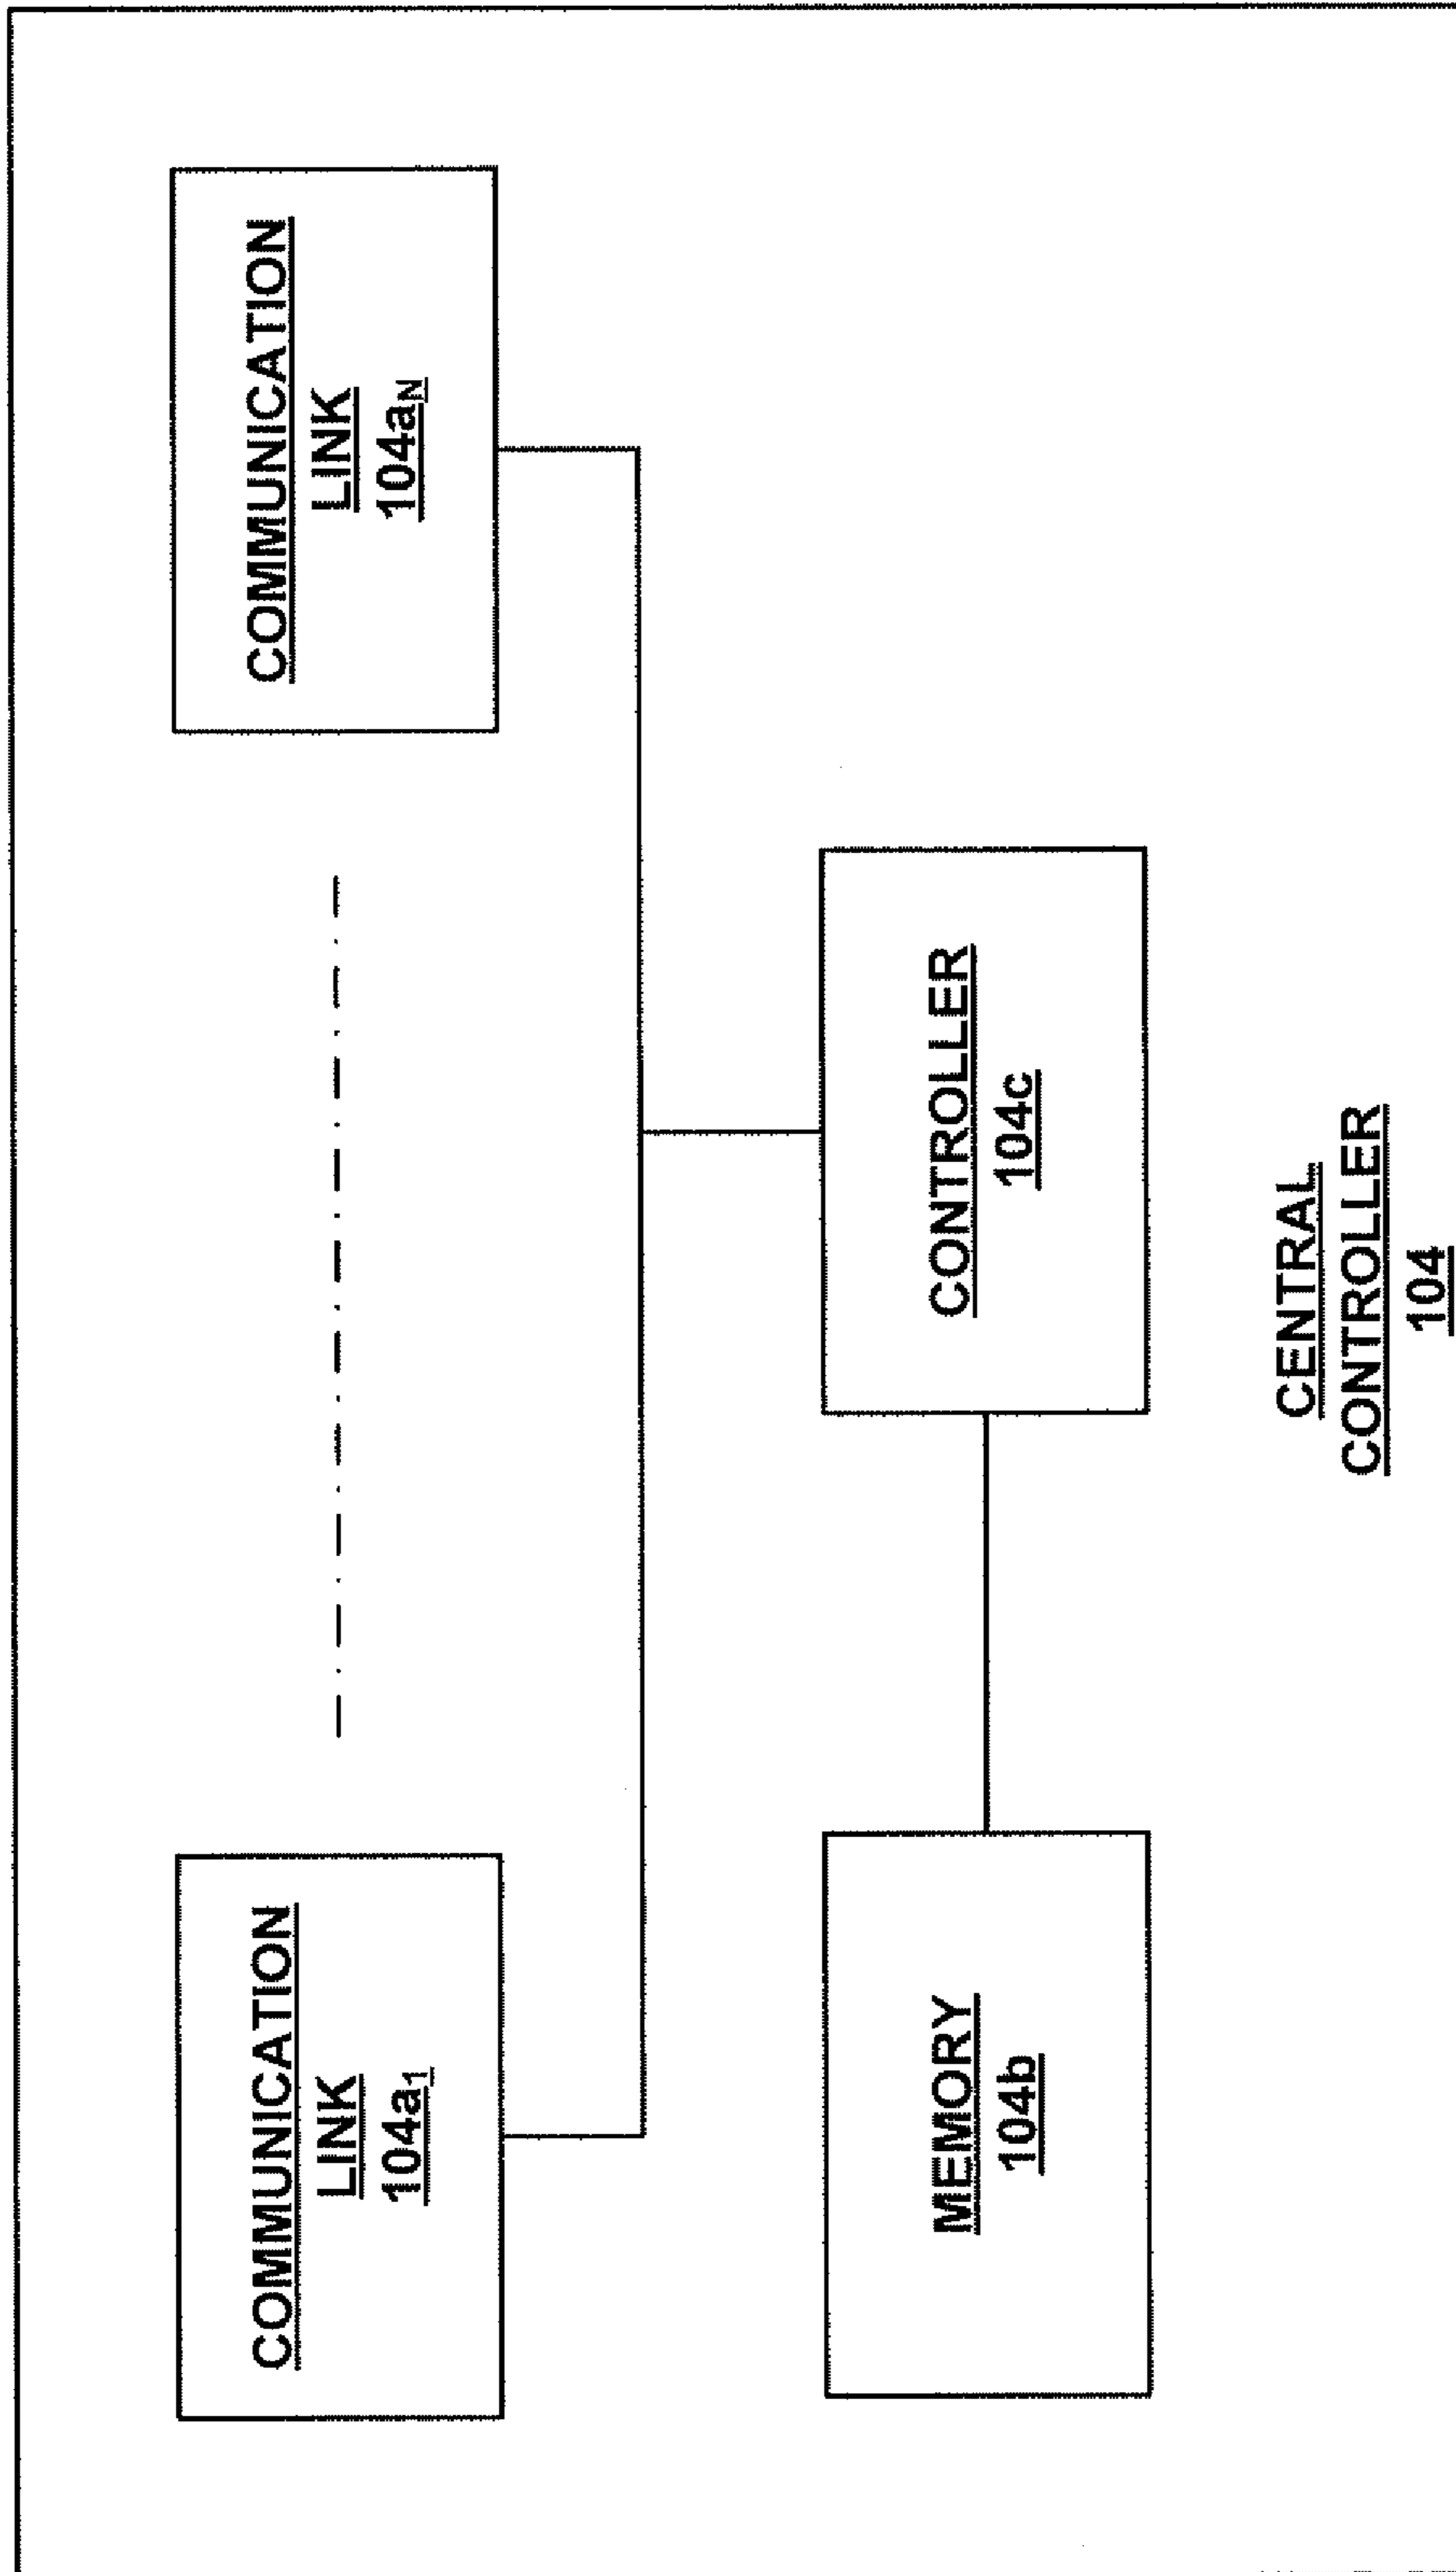 COMMUNICATION
LINK
104a1
COMMUNICATION
LINK
104aN
MEMORY
104b
CONTROLLER
104c
CENTRAL
CONTROLLER
104